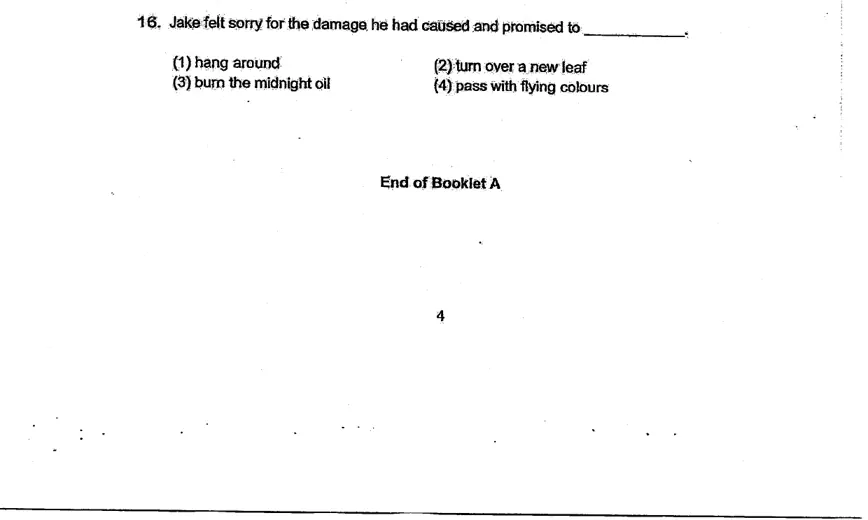 16. Jake felt sorry for the damage he had caused and promised to ____________.
(1) hang around (2) turn over a new leaf
(3) burn the midnight oil (4) pass with flying colours
End of Booklet A
4